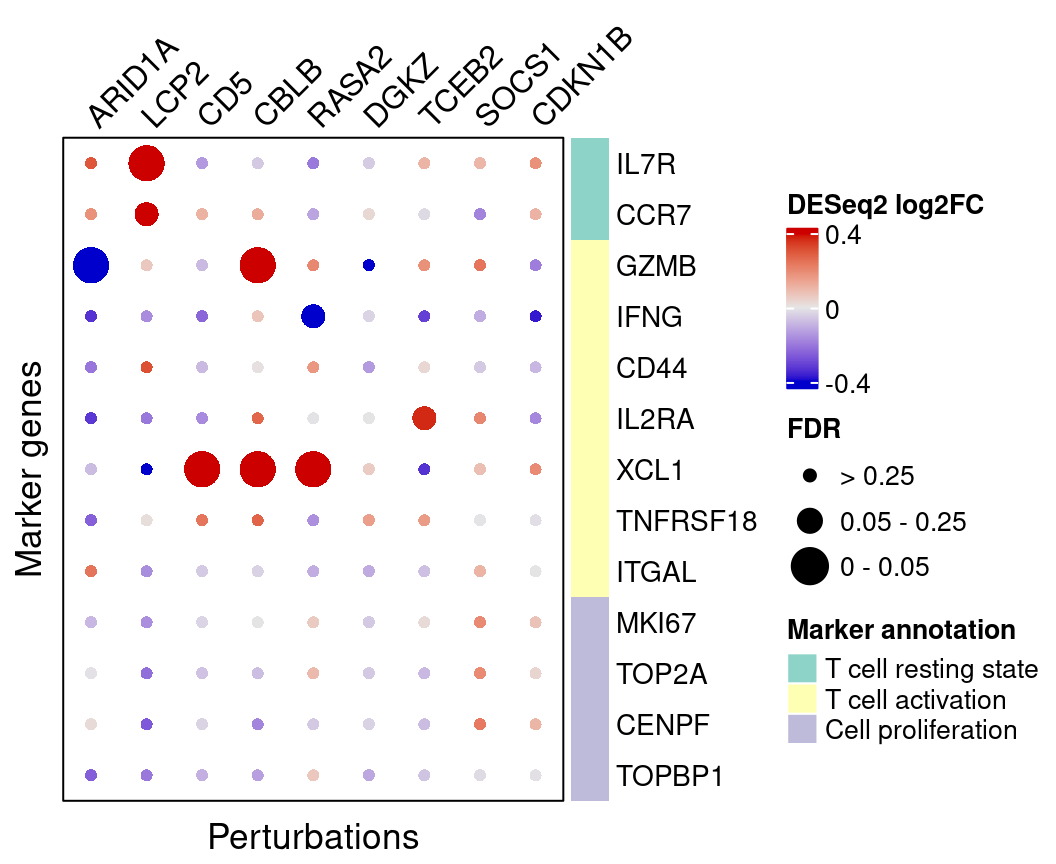 ARID1A
LCP2
CD5
CBLB
RASA2
DGKZ
TCEB2
SOCS1
CDKN1B
Marker genes
IL7R
CCR7
GZMB
IFNG
CD44
IL2RA
XCL1
TNFRSF18
ITGAL
MKI67
TOP2A
CENPF
TOPBP1
Perturbations
DESeq2 log2FC
0.4
0
-0.4
FDR
> 0.25
0.05 - 0.25
0 - 0.05
Marker annotation
T cell resting state
T cell activation
Cell proliferation